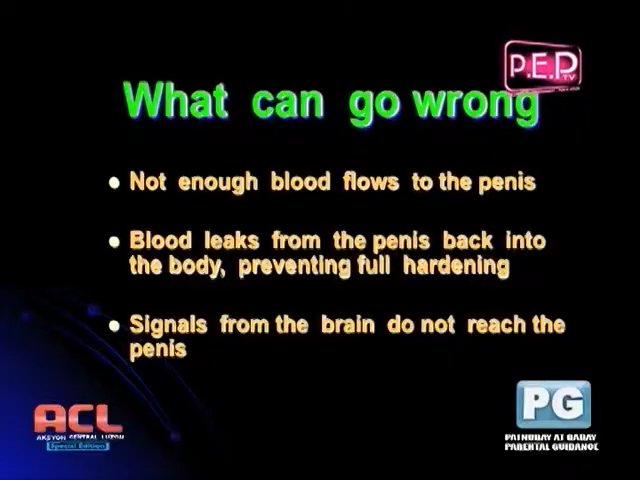 P.E.P
TV
What can go wrong
Not enough blood flows to the penis
Blood leaks from the penis back into
the body, preventing full hardening
Signals from the brain do not reach the
penis
ACL
AKSYON CENTRAL LUZON
Special Edition
PG
PATNUBAY AT GABAY
PARENTAL GUIDANCE